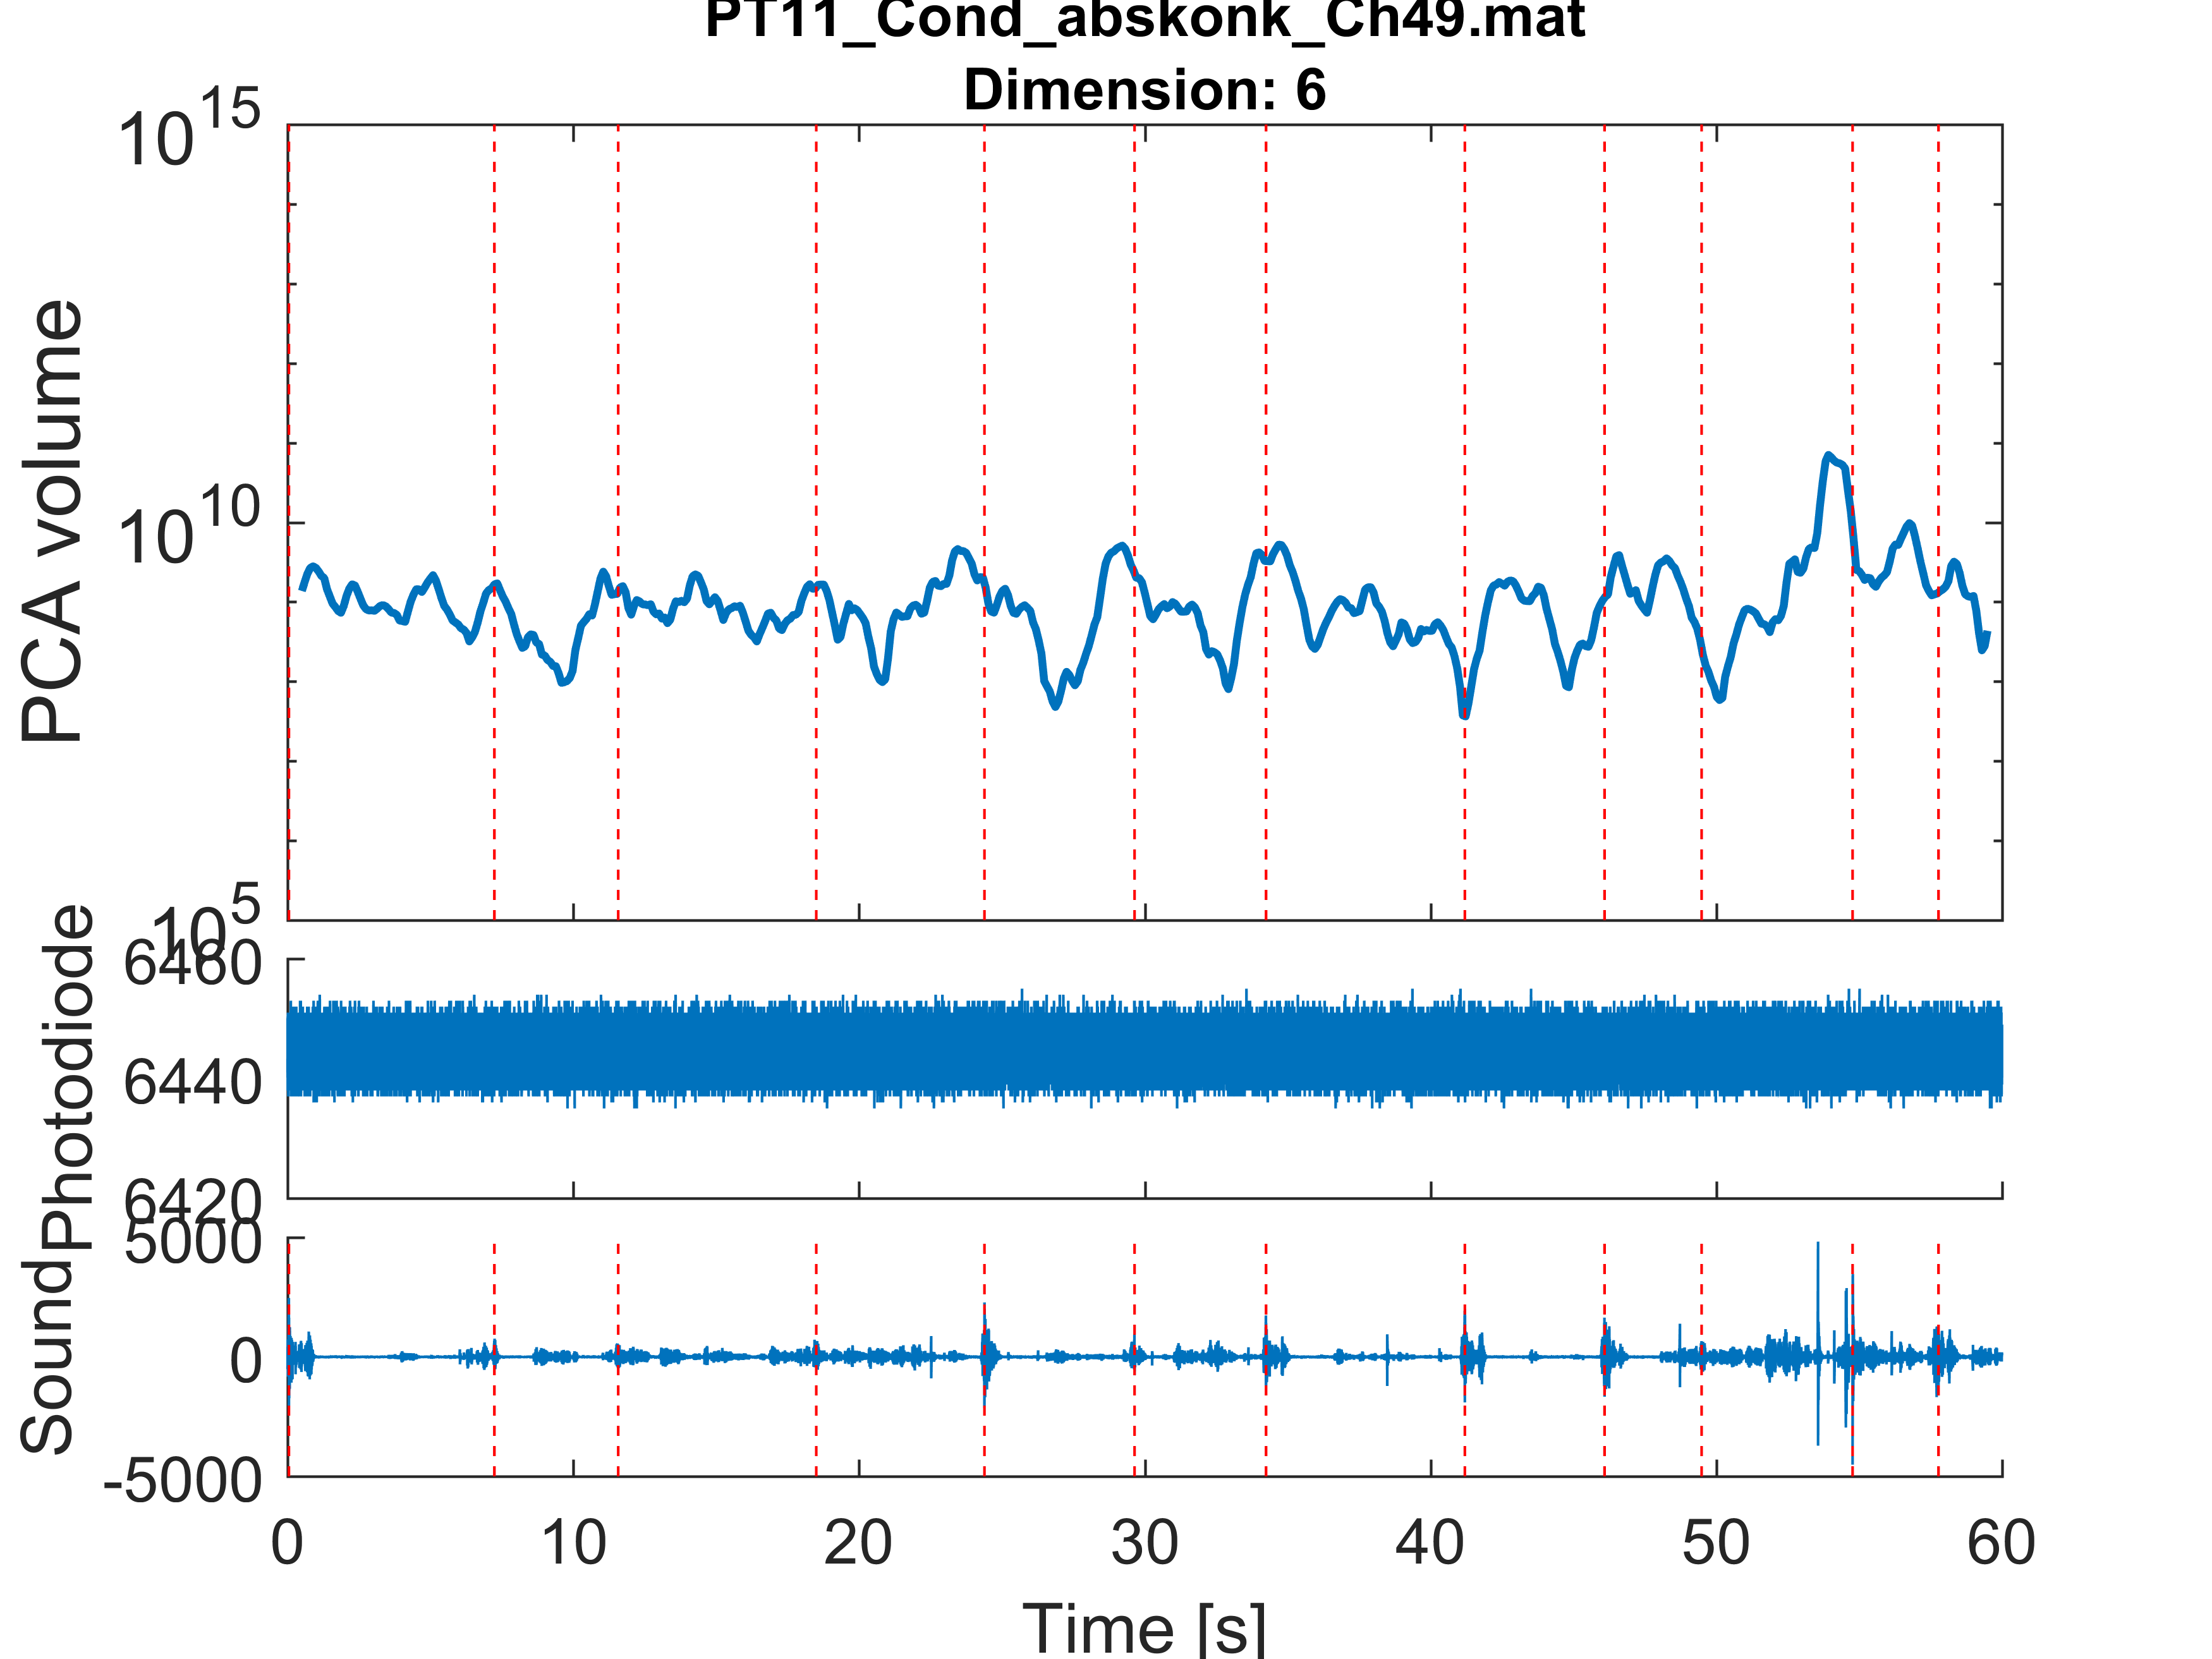 PT11_Cond_abskonk_Ch49.mat
Dimension: 6
10^15
10^10
10^5
PCA volume
6460
6440
6420
Photodiode
5000
0
-5000
Sound
0 10 20 30 40 50 60
Time [s]